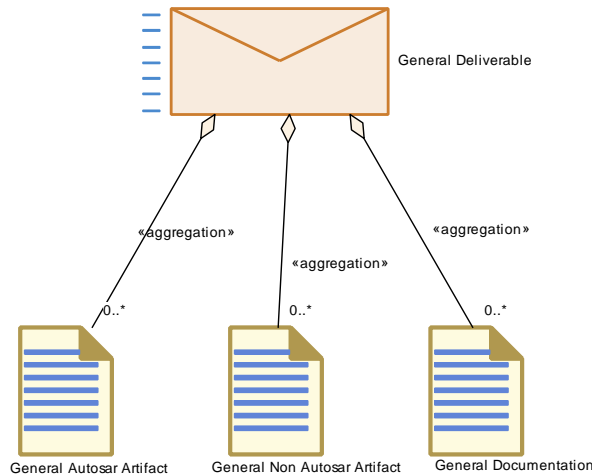 General Deliverable
«aggregation»
«aggregation»
«aggregation»
0..*
0..*
0..*
General Autosar Artifact
General Non Autosar Artifact
General Documentation